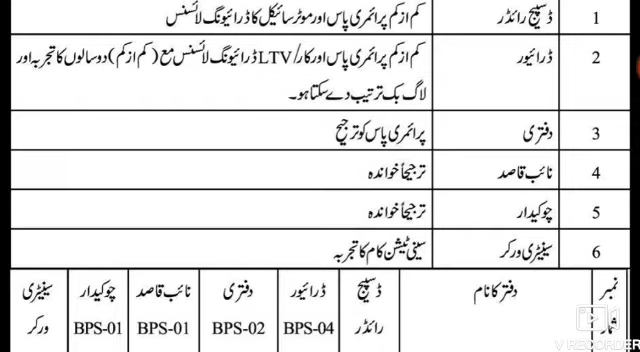 1 ڈسپیچ رائڈر کم از کم پرائمری پاس اور موٹر سائیکل کا ڈرائیونگ لائسنس
2 ڈرائیور کم از کم پرائمری پاس اور کار/LTV ڈرائیونگ لائسنس مع (کم از کم) دو سالوں کا تجربہ اور
لاگ بک ترتیب دے سکتا ہو۔
3 دفتری پرائمری پاس کو ترجیح
4 نائب قاصد ترجیحاً خواندہ
5 چوکیدار ترجیحاً خواندہ
6 سینیٹری ورکر سینی ٹیشن کام کا تجربہ
نمبر دفتر کا نام ڈسپیچ ڈرائیور دفتری نائب قاصد چوکیدار سینیٹری
شمار رائڈر BPS-04 BPS-02 BPS-01 BPS-01 ورکر
V RECORDER